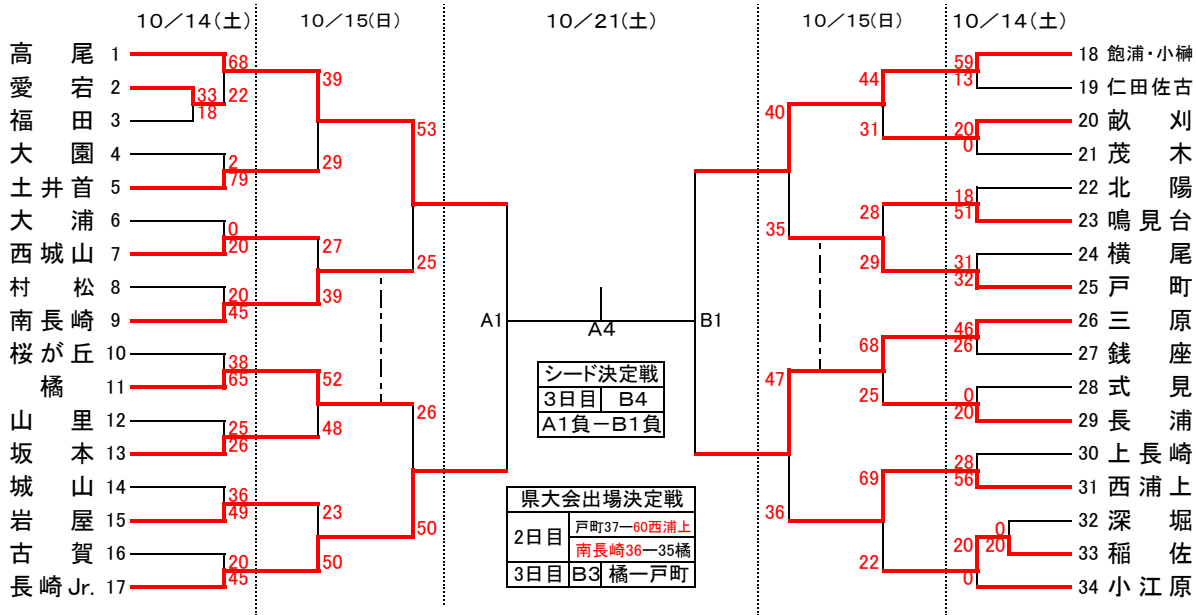 10／14(土)
10／15(日)
10／21(土)
10／15(日)
10／14(土)
高尾 1
愛宕 2
福田 3
大園 4
土井首 5
大浦 6
西城山 7
村松 8
南長崎 9
桜が丘 10
橘 11
山里 12
坂本 13
城山 14
岩屋 15
古賀 16
長崎Jr. 17
68
22
33
18
2
79
0
20
20
45
38
65
25
26
36
49
20
45
39
29
27
39
52
48
23
50
53
25
26
50
A1
A4
B1
シード決定戦
3日目 B4
A1負－B1負
県大会出場決定戦
2日目 戸町37―60西浦上
南長崎36―35橘
3日目 B3 橘―戸町
40
35
47
36
44
31
28
29
68
25
69
22
59
13
20
0
18
51
31
32
46
26
0
20
28
56
0
20
20
0
18 飽浦・小榊
19 仁田佐古
20 畝刈
21 茂木
22 北陽
23 鳴見台
24 横尾
25 戸町
26 三原
27 銭座
28 式見
29 長浦
30 上長崎
31 西浦上
32 深堀
33 稲佐
34 小江原